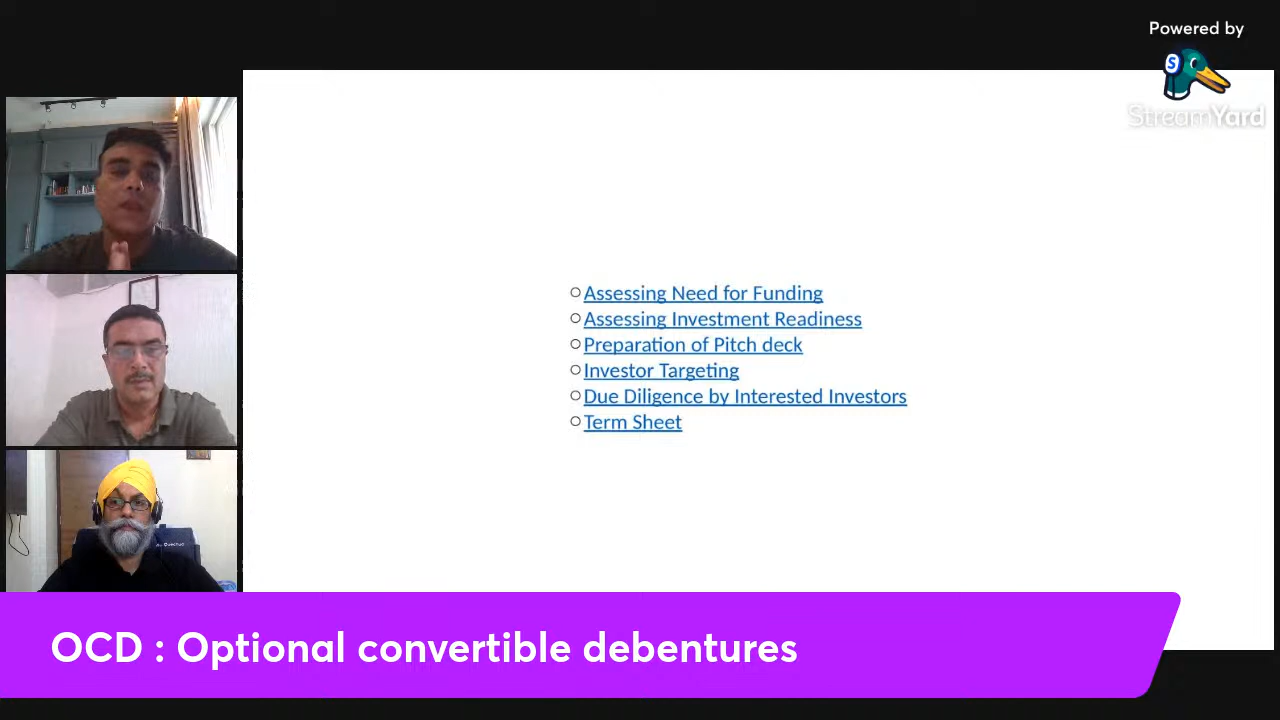 Powered by
S
StreamYard
Assessing Need for Funding
Assessing Investment Readiness
Preparation of Pitch deck
Investor Targeting
Due Diligence by Interested Investors
Term Sheet
OCD : Optional convertible debentures